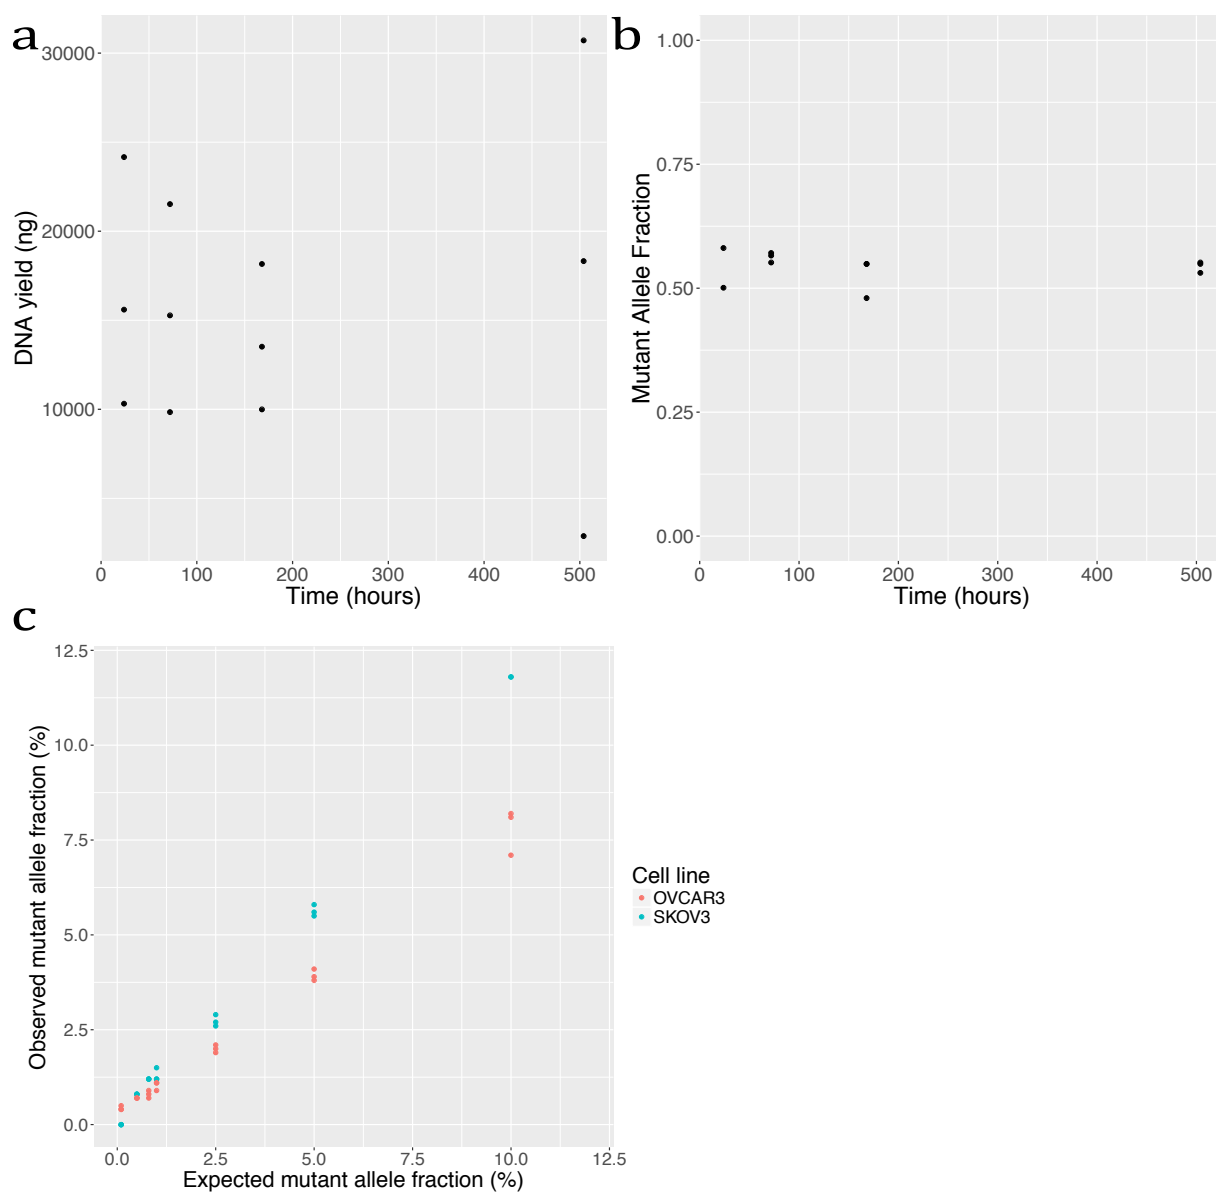 a
30000
20000
10000
DNA yield (ng)
0 100 200 300 400 500
Time (hours)
b
1.00
0.75
0.50
0.25
0.00
Mutant Allele Fraction
0 100 200 300 400 500
Time (hours)
c
12.5
10.0
7.5
5.0
2.5
0.0
Observed mutant allele fraction (%)
0.0 2.5 5.0 7.5 10.0 12.5
Expected mutant allele fraction (%)
Cell line
OVCAR3
SKOV3